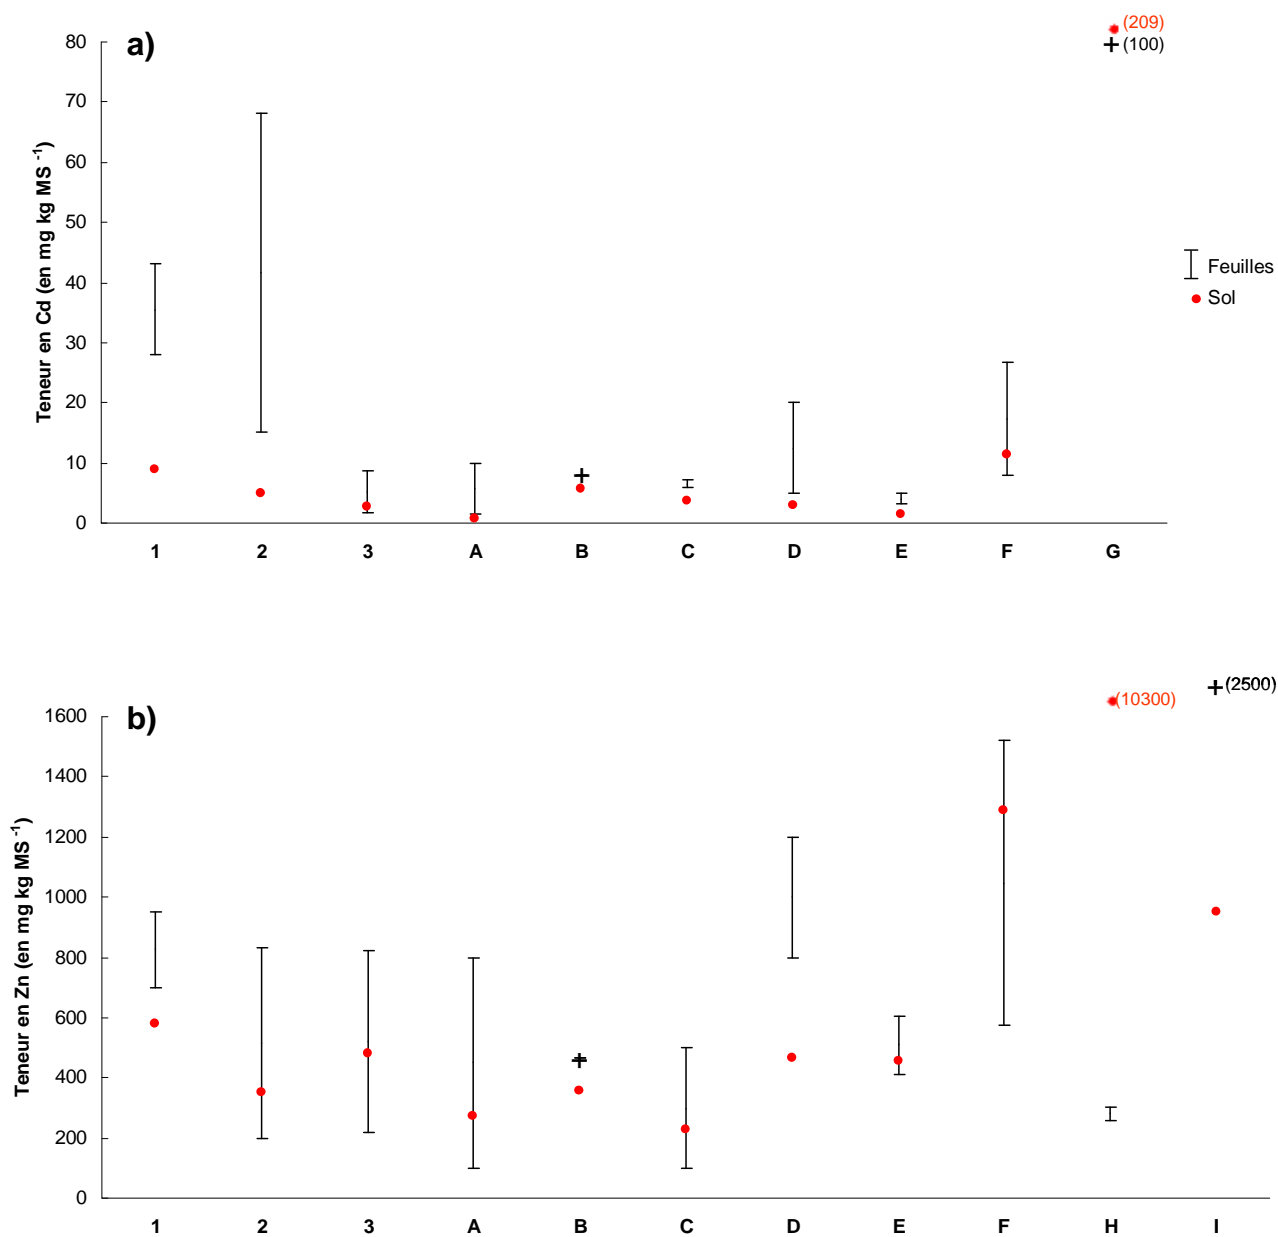 a)
(209)
(100)
80
70
60
50
40
30
20
10
0
Teneur en Cd (en mg kg MS⁻¹)
1 2 3 A B C D E F G
Feuilles
Sol
b)
(10300)
(2500)
1600
1400
1200
1000
800
600
400
200
0
Teneur en Zn (en mg kg MS⁻¹)
1 2 3 A B C D E F H I